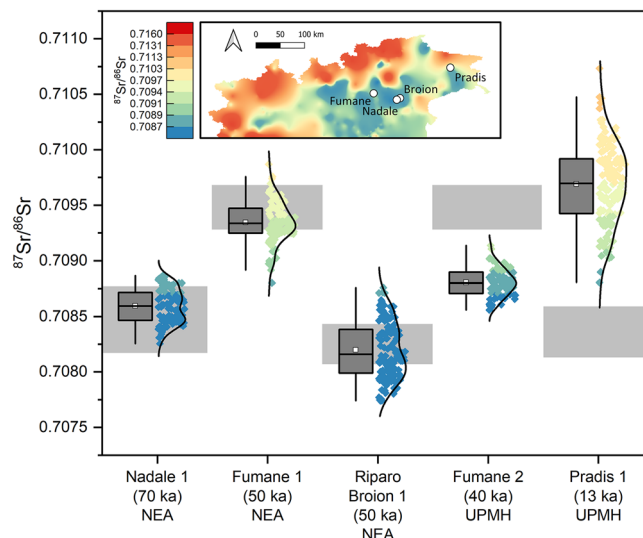 0.7110
0.7105
0.7100
0.7095
0.7090
0.7085
0.7080
0.7075
⁸⁷Sr/⁸⁶Sr
⁸⁷Sr/⁸⁶Sr
0.7160
0.7131
0.7113
0.7103
0.7097
0.7094
0.7091
0.7089
0.7087
0 50 100 km
Pradis
Broion
Fumane
Nadale
Nadale 1
(70 ka)
NEA
Fumane 1
(50 ka)
NEA
Riparo
Broion 1
(50 ka)
NEA
Fumane 2
(40 ka)
UPMH
Pradis 1
(13 ka)
UPMH